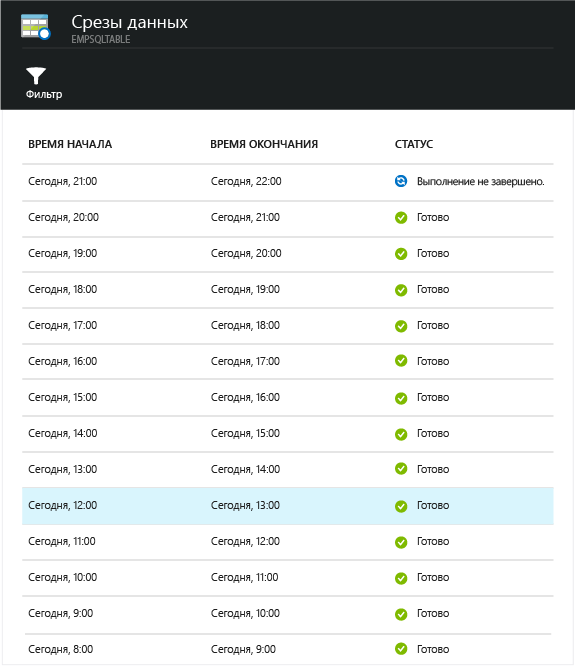 Срезы данных
EMPSQLTABLE
Фильтр
ВРЕМЯ НАЧАЛА ВРЕМЯ ОКОНЧАНИЯ СТАТУС
Сегодня, 21:00 Сегодня, 22:00 Выполнение не завершено.
Сегодня, 20:00 Сегодня, 21:00 Готово
Сегодня, 19:00 Сегодня, 20:00 Готово
Сегодня, 18:00 Сегодня, 19:00 Готово
Сегодня, 17:00 Сегодня, 18:00 Готово
Сегодня, 16:00 Сегодня, 17:00 Готово
Сегодня, 15:00 Сегодня, 16:00 Готово
Сегодня, 14:00 Сегодня, 15:00 Готово
Сегодня, 13:00 Сегодня, 14:00 Готово
Сегодня, 12:00 Сегодня, 13:00 Готово
Сегодня, 11:00 Сегодня, 12:00 Готово
Сегодня, 10:00 Сегодня, 11:00 Готово
Сегодня, 9:00 Сегодня, 10:00 Готово
Сегодня, 8:00 Сегодня, 9:00 Готово